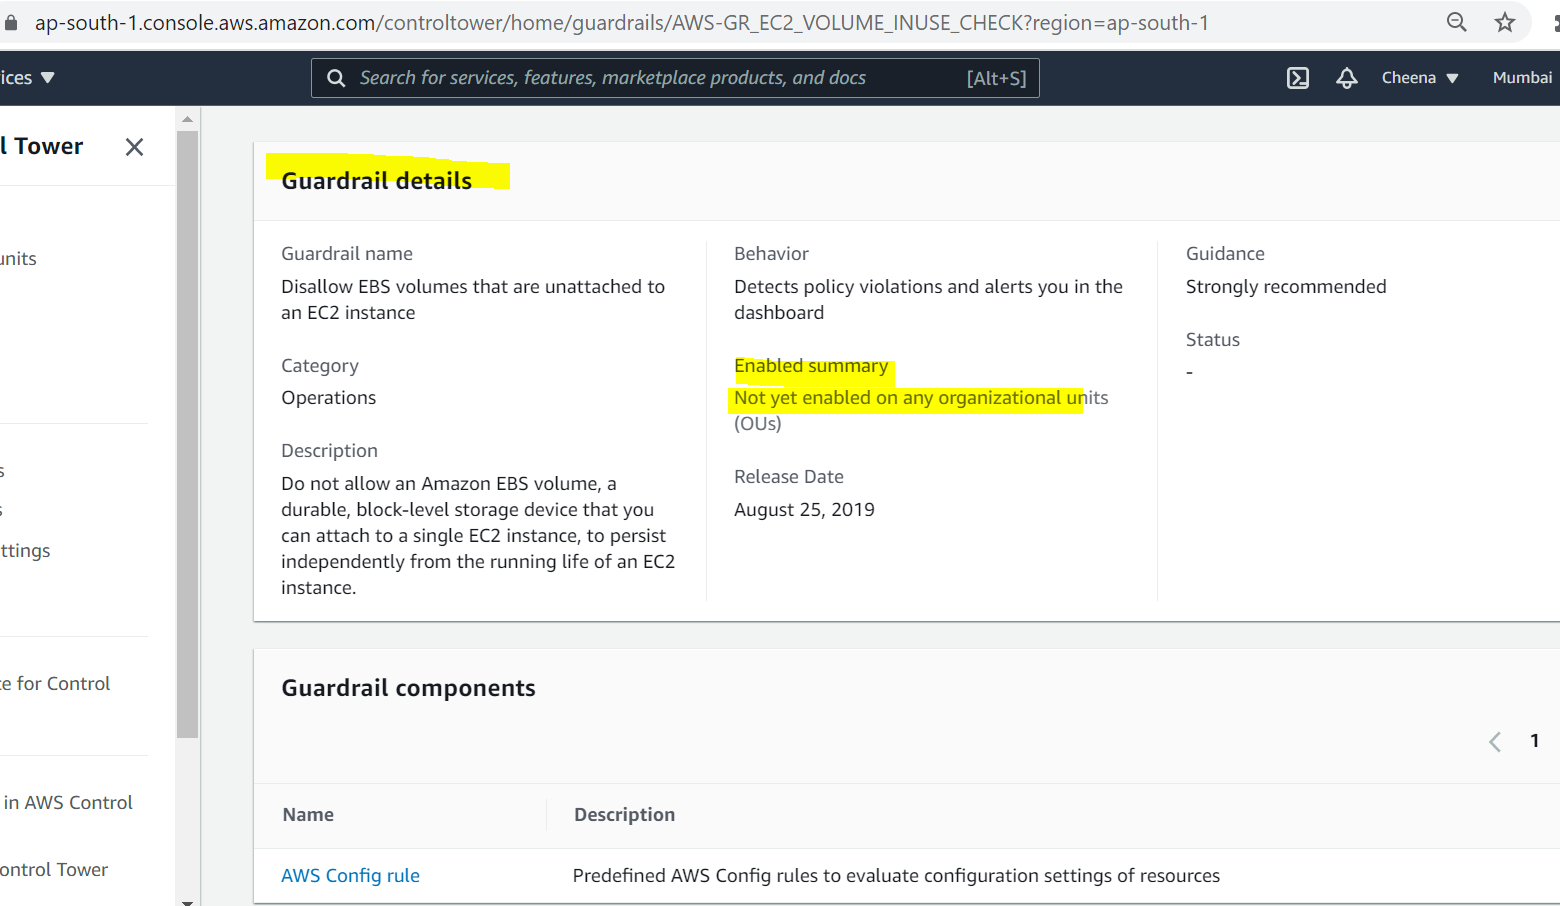 ap-south-1.console.aws.amazon.com/controltower/home/guardrails/AWS-GR_EC2_VOLUME_INUSE_CHECK?region=ap-south-1
ices
Search for services, features, marketplace products, and docs
[Alt+S]
Cheena
Mumbai
l Tower
units
s
s
ttings
ce for Control
in AWS Control
ontrol Tower
Guardrail details
Guardrail name
Disallow EBS volumes that are unattached to
an EC2 instance
Category
Operations
Description
Do not allow an Amazon EBS volume, a
durable, block-level storage device that you
can attach to a single EC2 instance, to persist
independently from the running life of an EC2
instance.
Behavior
Detects policy violations and alerts you in the
dashboard
Enabled summary
Not yet enabled on any organizational units
(OUs)
Release Date
August 25, 2019
Guidance
Strongly recommended
Status
-
Guardrail components
1
Name
Description
AWS Config rule
Predefined AWS Config rules to evaluate configuration settings of resources